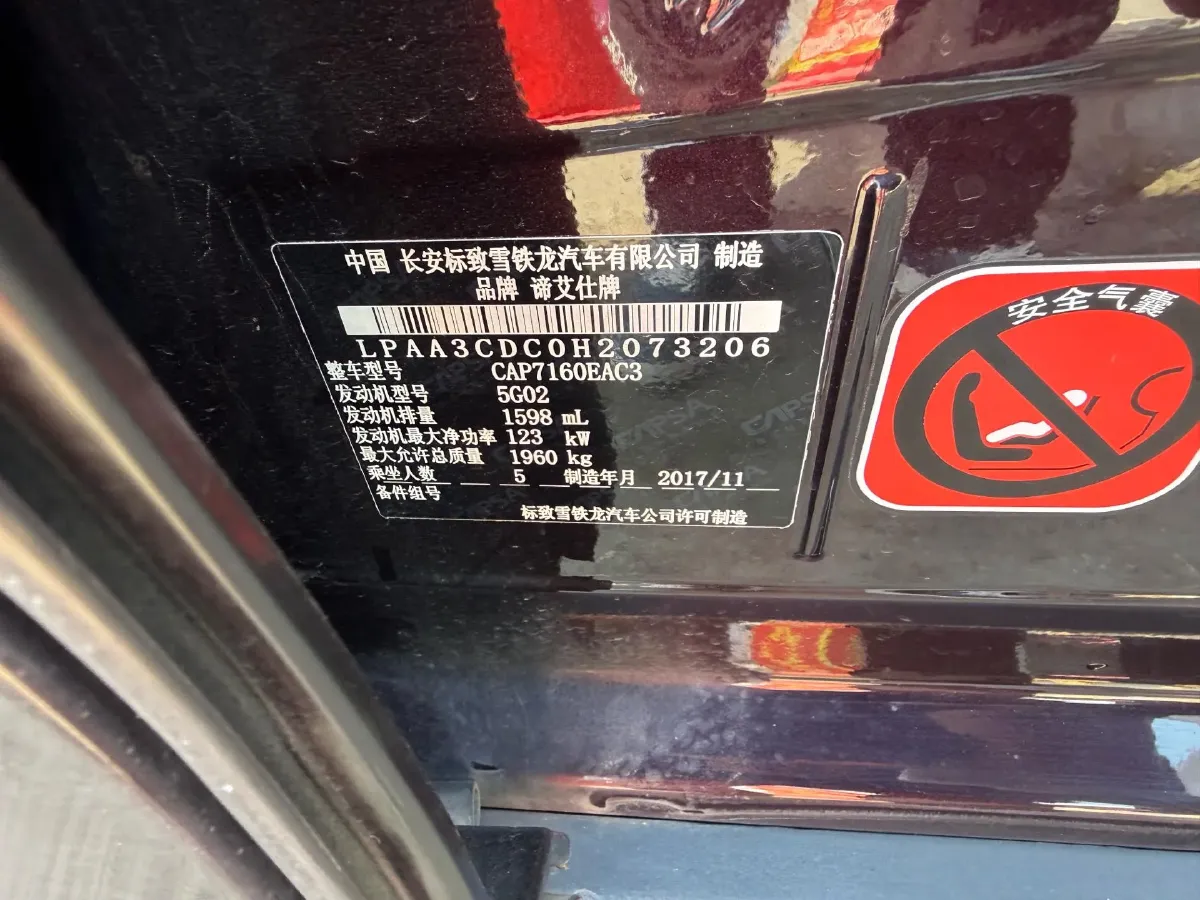 中国 长安标致雪铁龙汽车有限公司 制造
品牌 谛艾仕牌
LPAA3CDC0H2073206
整车型号 CAP7160EAC3
发动机型号 5G02
发动机排量 1598 mL
发动机最大净功率 123 kW
最大允许总质量 1960 kg
乘坐人数 5 制造年月 2017/11
备件组号
标致雪铁龙汽车公司许可制造
安全气囊